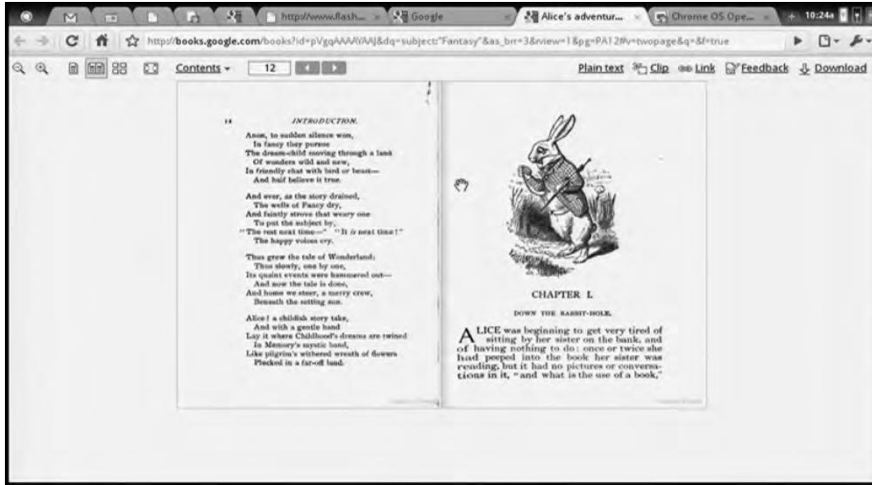 http://www.flash...
Google
Alice's adventur...
Chrome OS Ope...
10:24a
http://books.google.com/books?id=pVgqAAAAYAAJ&dq=subject:"Fantasy"&as_brr=3&rview=1&pg=PA12#v=twopage&q=&f=true
Contents
12
Plain text Clip Link Feedback Download
INTRODUCTION.
Anon, to sudden silence won,
In fancy they pursue
The dream-child moving through a land
Of wonders wild and new,
In friendly chat with bird or beast—
And half believe it true.
And ever, as the story drained,
The wells of Fancy dry,
And faintly strove that weary one
To put the subject by,
"The rest next time—" "It is next time!"
The happy voices cry.
Thus grew the tale of Wonderland:
Thus slowly, one by one,
Its quaint events were hammered out—
And now the tale is done,
And home we steer, a merry crew,
Beneath the setting sun.
Alice! a childish story take,
And with a gentle hand
Lay it where Childhood's dreams are twined
In Memory's mystic band,
Like pilgrim's withered wreath of flowers
Plucked in a far-off land.
CHAPTER I.
DOWN THE RABBIT-HOLE.
ALICE was beginning to get very tired of
sitting by her sister on the bank, and
of having nothing to do: once or twice she
had peeped into the book her sister was
reading, but it had no pictures or conversa-
tions in it, "and what is the use of a book,"